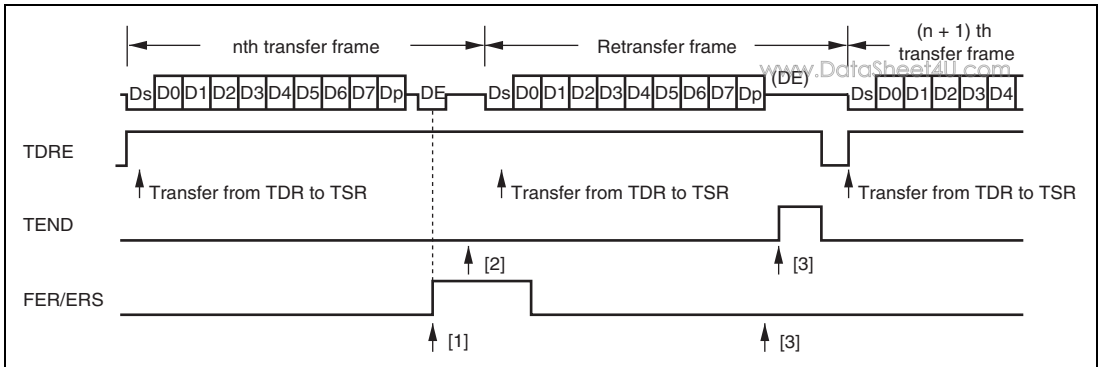 nth transfer frame
Retransfer frame
(n + 1) th
transfer frame
www.DataSheet4U.com
Ds D0 D1 D2 D3 D4 D5 D6 D7 Dp DE
Ds D0 D1 D2 D3 D4 D5 D6 D7 Dp (DE)
Ds D0 D1 D2 D3 D4
TDRE
Transfer from TDR to TSR
Transfer from TDR to TSR
Transfer from TDR to TSR
TEND
[2]
[3]
FER/ERS
[1]
[3]